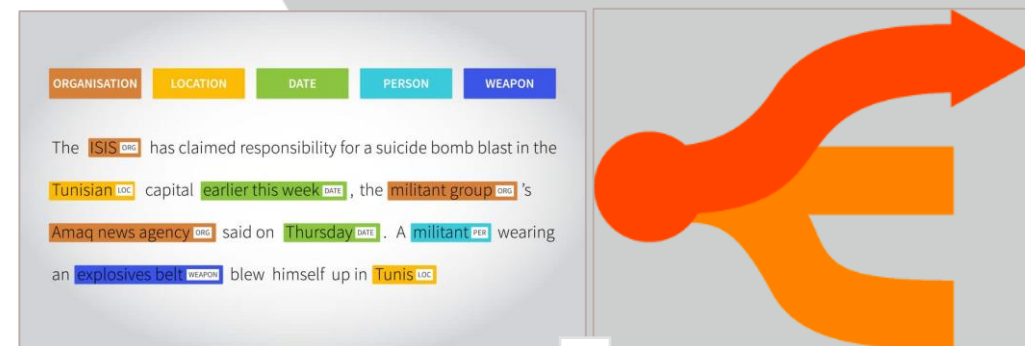 ORGANISATION LOCATION DATE PERSON WEAPON
The ISIS ORG has claimed responsibility for a suicide bomb blast in the
Tunisian LOC capital earlier this week DATE , the militant group ORG 's
Amaq news agency ORG said on Thursday DATE . A militant PER wearing
an explosives belt WEAPON blew himself up in Tunis LOC